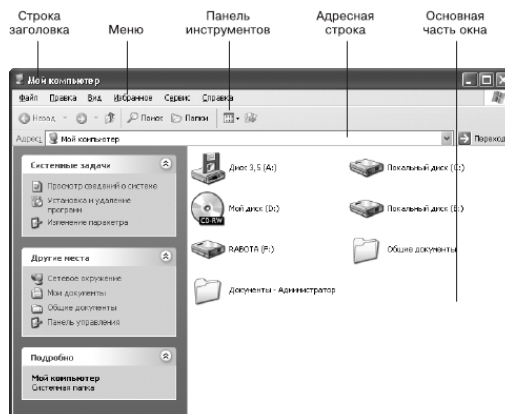 Строка заголовка
Меню
Панель инструментов
Адресная строка
Основная часть окна
Мой компьютер
Файл Правка Вид Избранное Сервис Справка
Назад Поиск Папки
Адрес: Мой компьютер Переход
Системные задачи
Просмотр сведений о системе
Установка и удаление
программ
Изменение параметра
Другие места
Сетевое окружение
Мои документы
Общие документы
Панель управления
Подробно
Мой компьютер
Системная папка
Диск 3,5 (A:)
Локальный диск (C:)
CD-RW
Мой диск (D:)
Локальный диск (E:)
RABOTA (F:)
Общие документы
Документы - Администратор